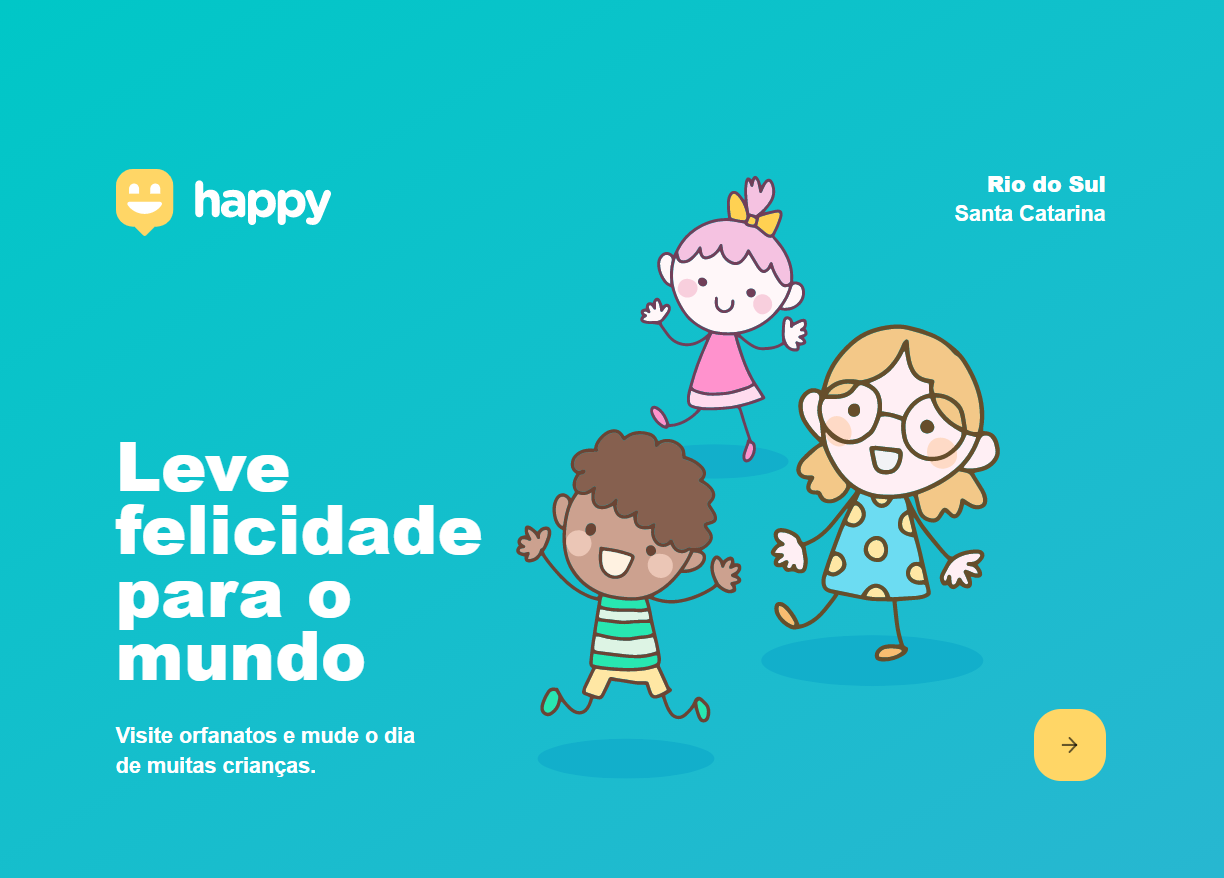 happy
Rio do Sul
Santa Catarina
Leve
felicidade
para o
mundo
Visite orfanatos e mude o dia
de muitas crianças.